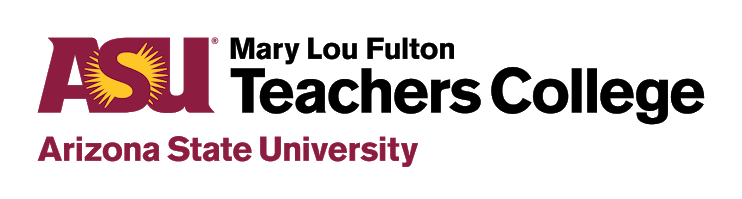 ASU® Mary Lou Fulton
Teachers College
Arizona State University